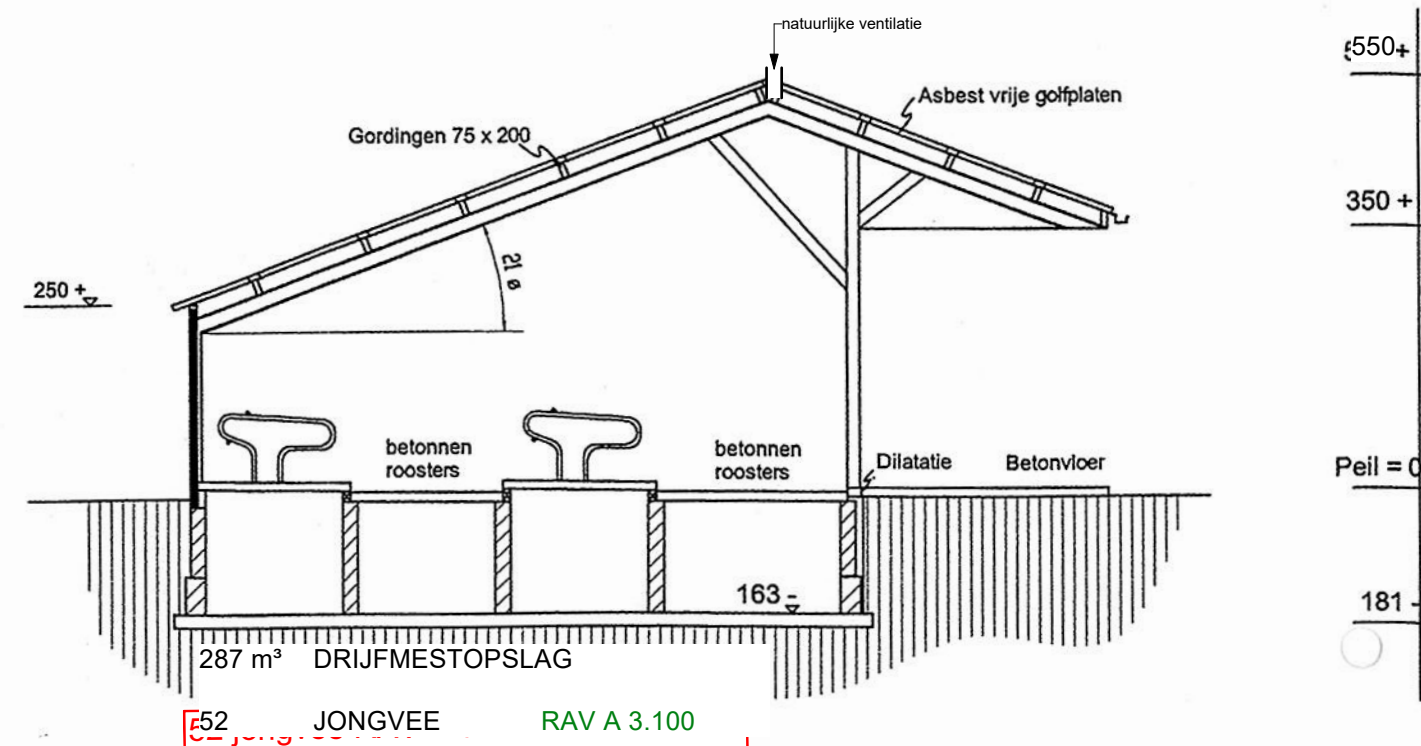 natuurlijke ventilatie
550+
Asbest vrije golfplaten
Gordingen 75 x 200
350 +
21 ø
250 +
betonnen
roosters
betonnen
roosters
Dilatatie
Betonvloer
Peil = 0
163 -
181 -
287 m³ DRIJFMESTOPSLAG
52 JONGVEE RAV A 3.100